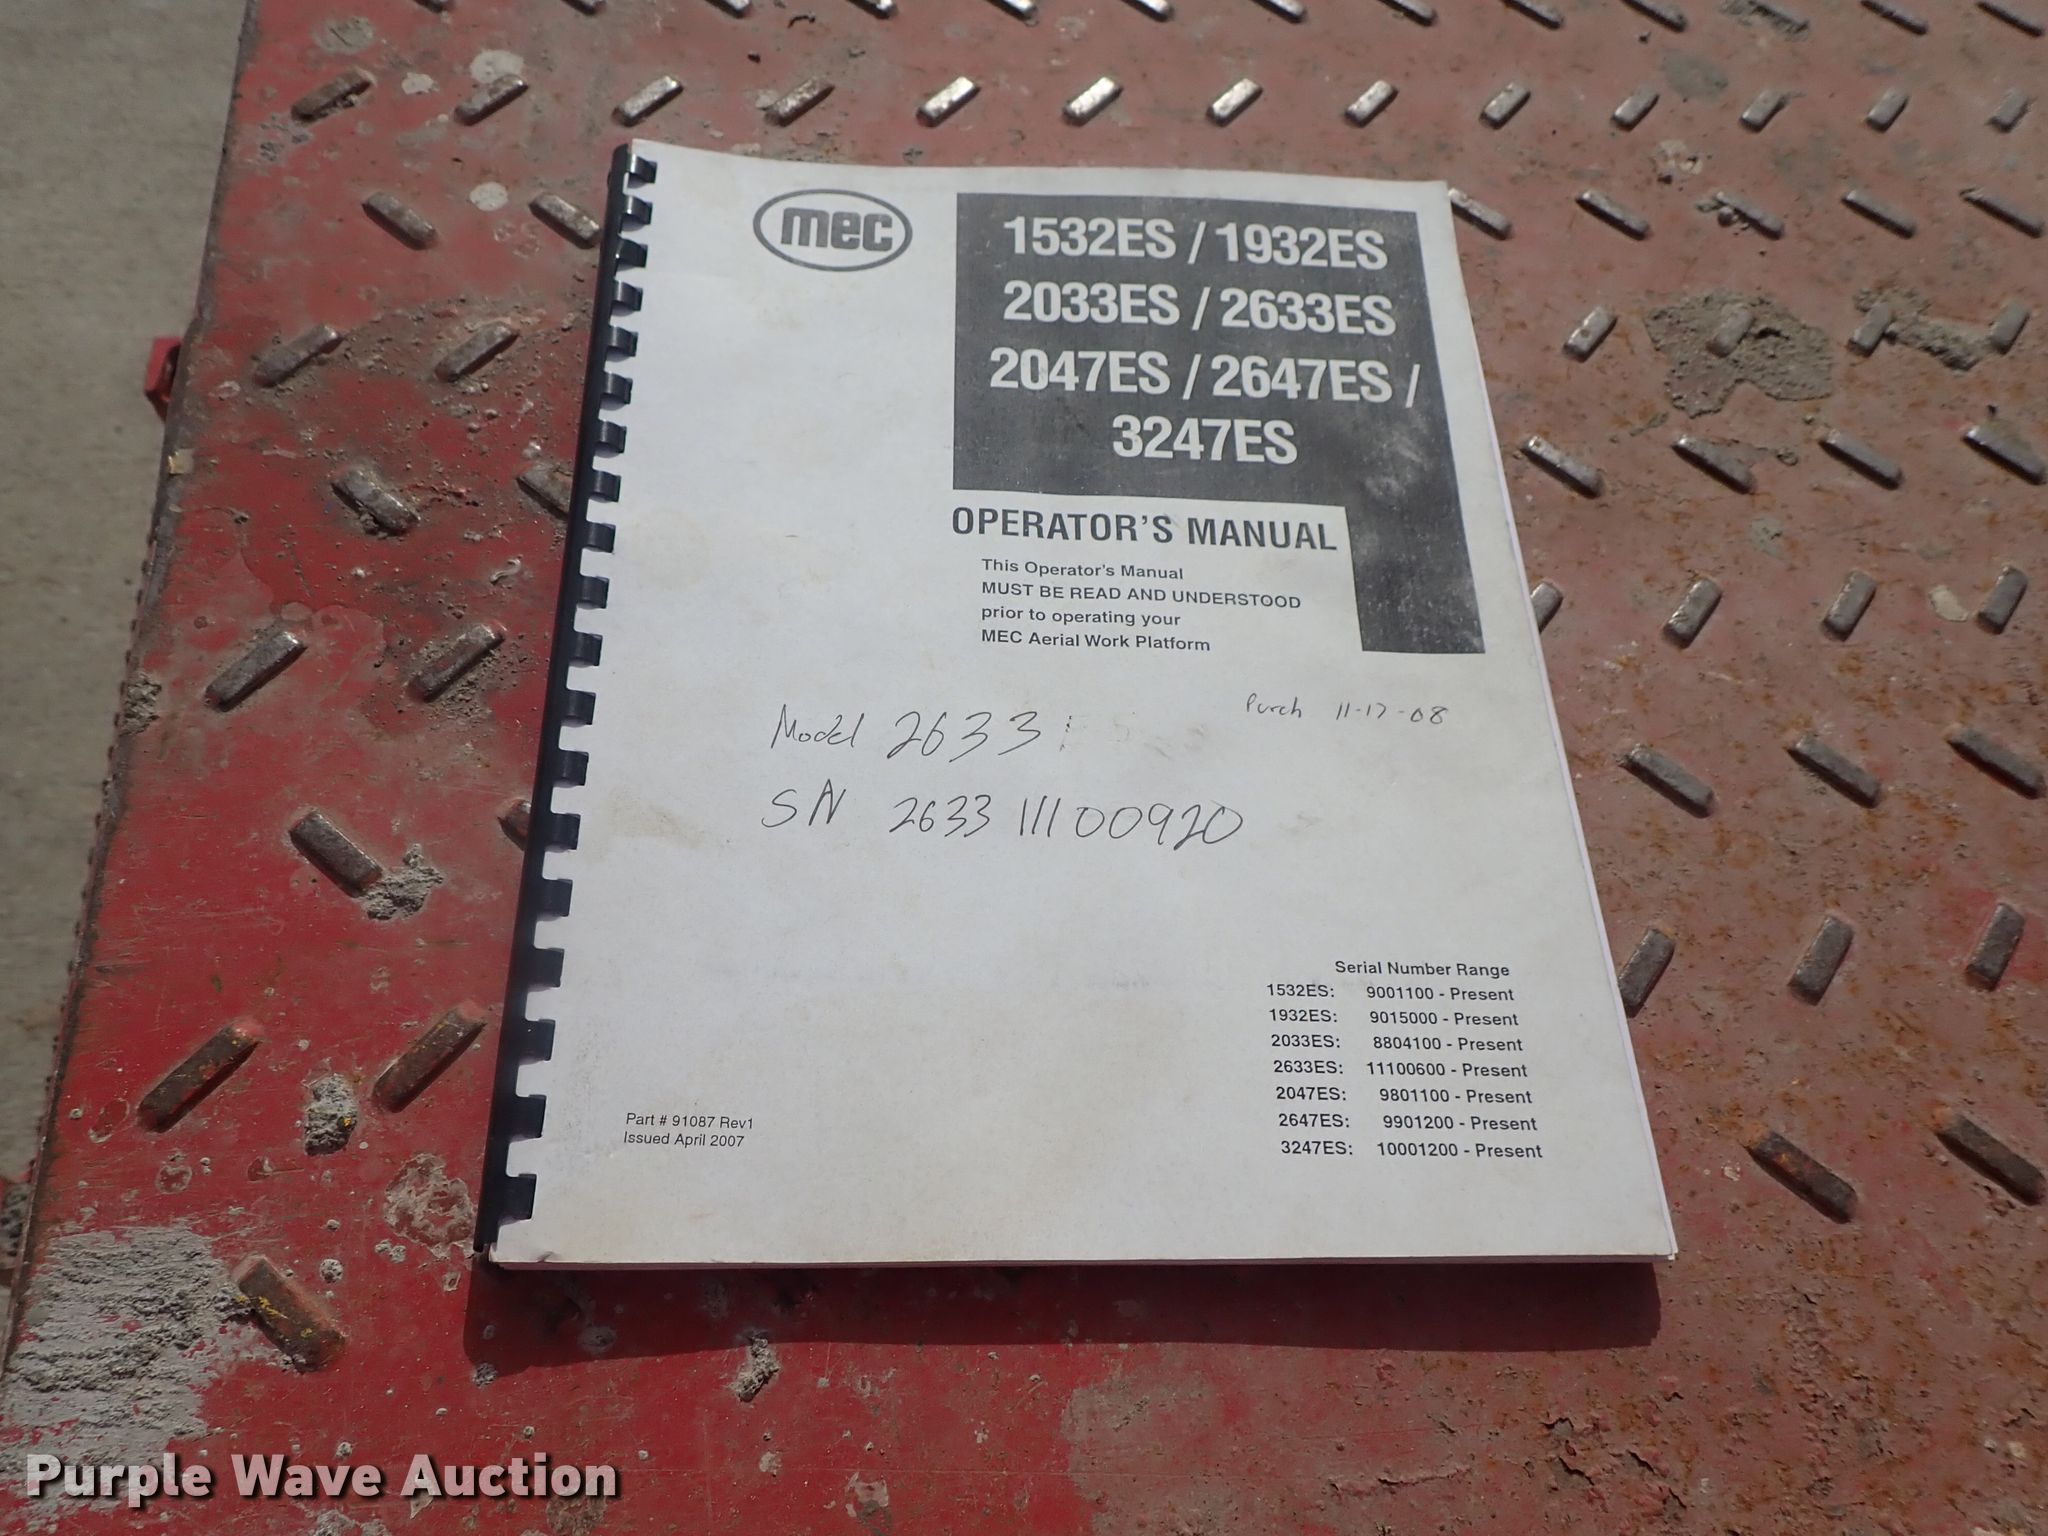 mec
1532ES / 1932ES
2033ES / 2633ES
2047ES / 2647ES /
3247ES
OPERATOR'S MANUAL
This Operator's Manual
MUST BE READ AND UNDERSTOOD
prior to operating your
MEC Aerial Work Platform
Purch 11-17-08
Model 2633
SN 2633 11100920
Serial Number Range
1532ES: 9001100 - Present
1932ES: 9015000 - Present
2033ES: 8804100 - Present
2633ES: 11100600 - Present
2047ES: 9801100 - Present
2647ES: 9901200 - Present
3247ES: 10001200 - Present
Part # 91087 Rev1
Issued April 2007
Purple Wave Auction